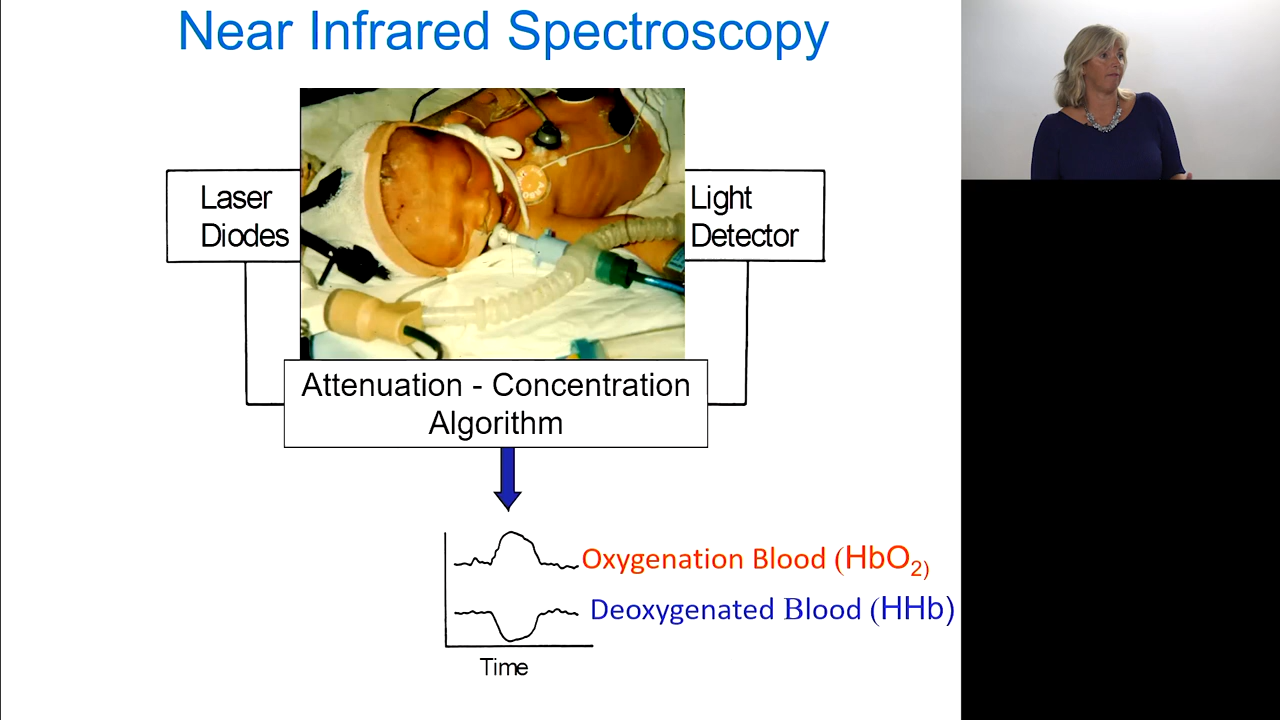 Near Infrared Spectroscopy
Laser
Diodes
Light
Detector
Attenuation - Concentration
Algorithm
Oxygenation Blood (HbO2)
Deoxygenated Blood (HHb)
Time